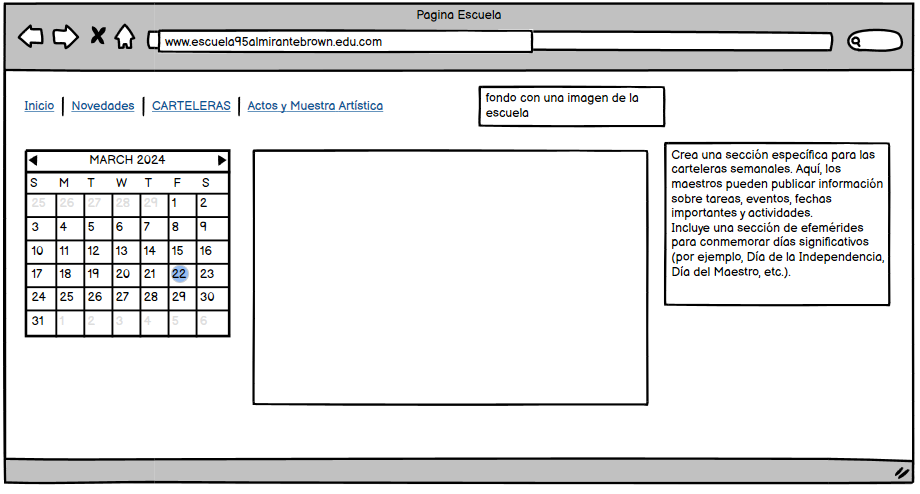 Pagina Escuela
www.escuela95almirantebrown.edu.com
Inicio Novedades CARTELERAS Actos y Muestra Artística
fondo con una imagen de la
escuela
MARCH 2024
S M T W T F S
25 26 27 28 29 1 2
3 4 5 6 7 8 9
10 11 12 13 14 15 16
17 18 19 20 21 22 23
24 25 26 27 28 29 30
31 1 2 3 4 5 6
Crea una sección específica para las
carteleras semanales. Aquí, los
maestros pueden publicar información
sobre tareas, eventos, fechas
importantes y actividades.
Incluye una sección de efemérides
para conmemorar días significativos
(por ejemplo, Día de la Independencia,
Día del Maestro, etc.).